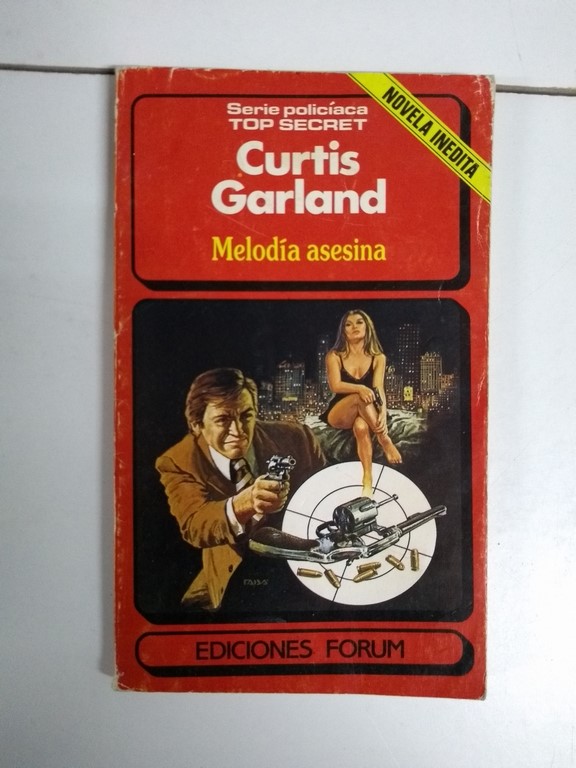 Serie policíaca
TOP SECRET
NOVELA INEDITA
Curtis
Garland
Melodía asesina
EDICIONES FORUM